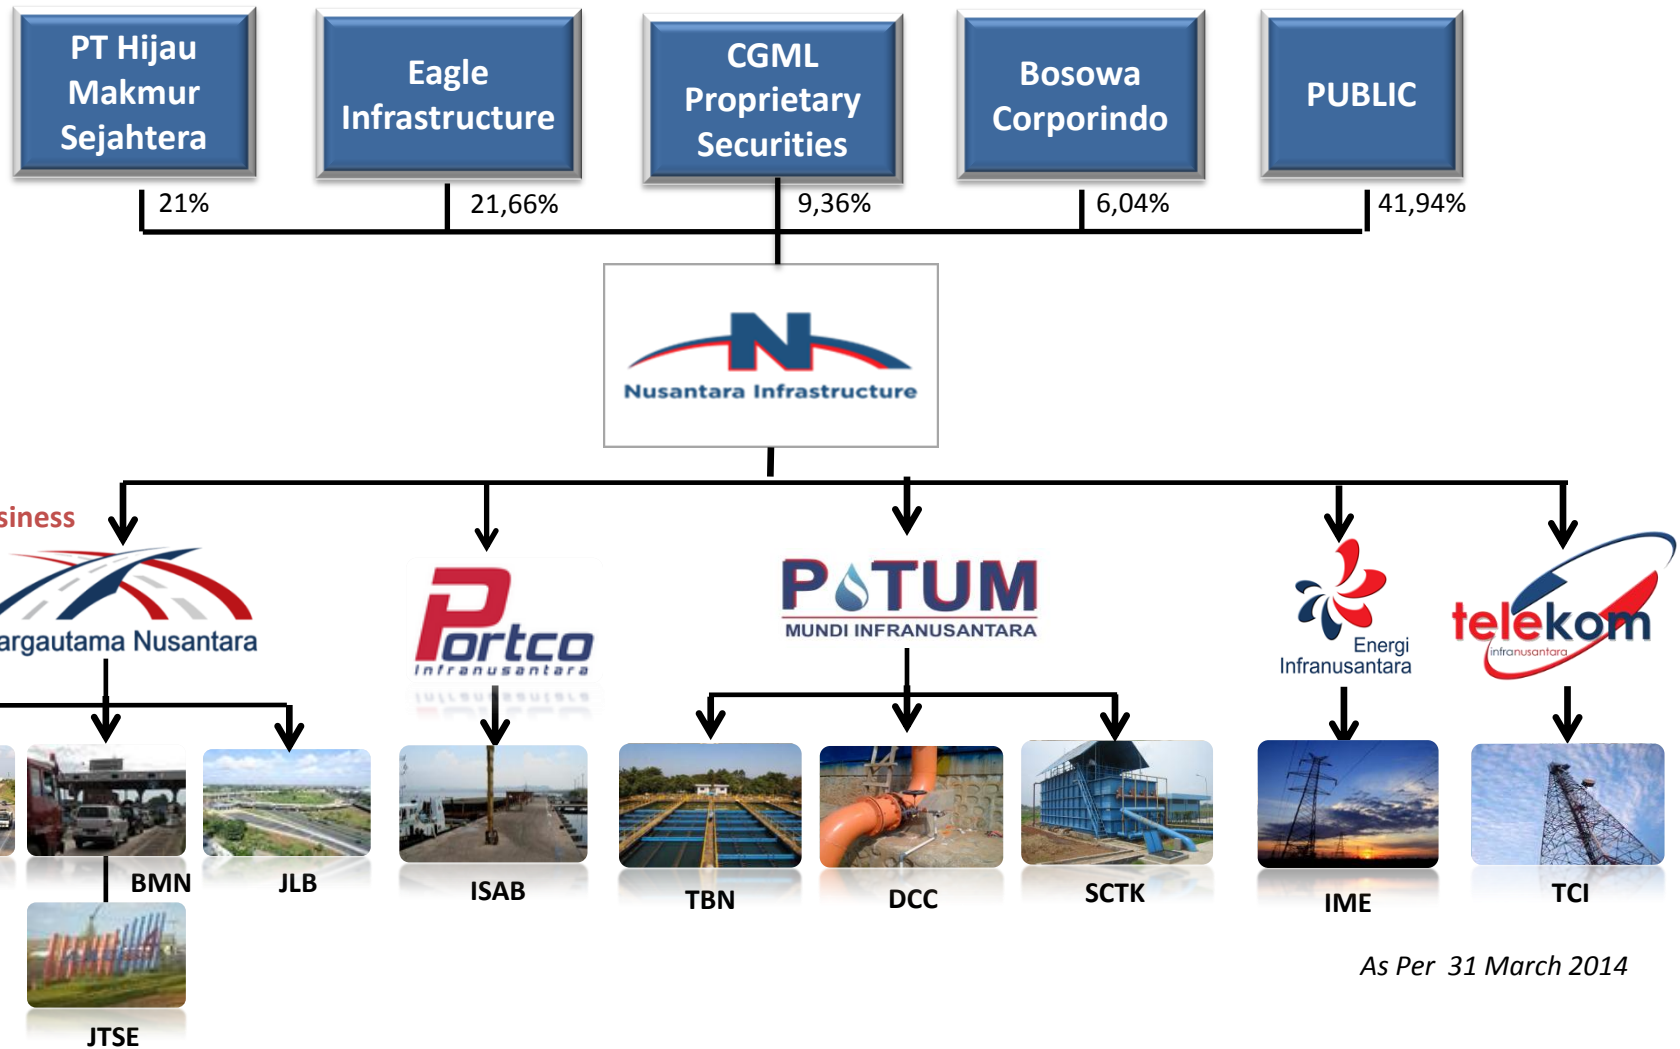 PT Hijau
Makmur
Sejahtera
Eagle
Infrastructure
CGML
Proprietary
Securities
Bosowa
Corporindo
PUBLIC
21%
21,66%
9,36%
6,04%
41,94%
N
Nusantara Infrastructure
siness
argautama Nusantara
Portco
Infranusantara
POTUM
MUNDI INFRANUSANTARA
Energi
Infranusantara
telekom
infranusantara
BMN
JLB
ISAB
TBN
DCC
SCTK
IME
TCI
JTSE
As Per 31 March 2014